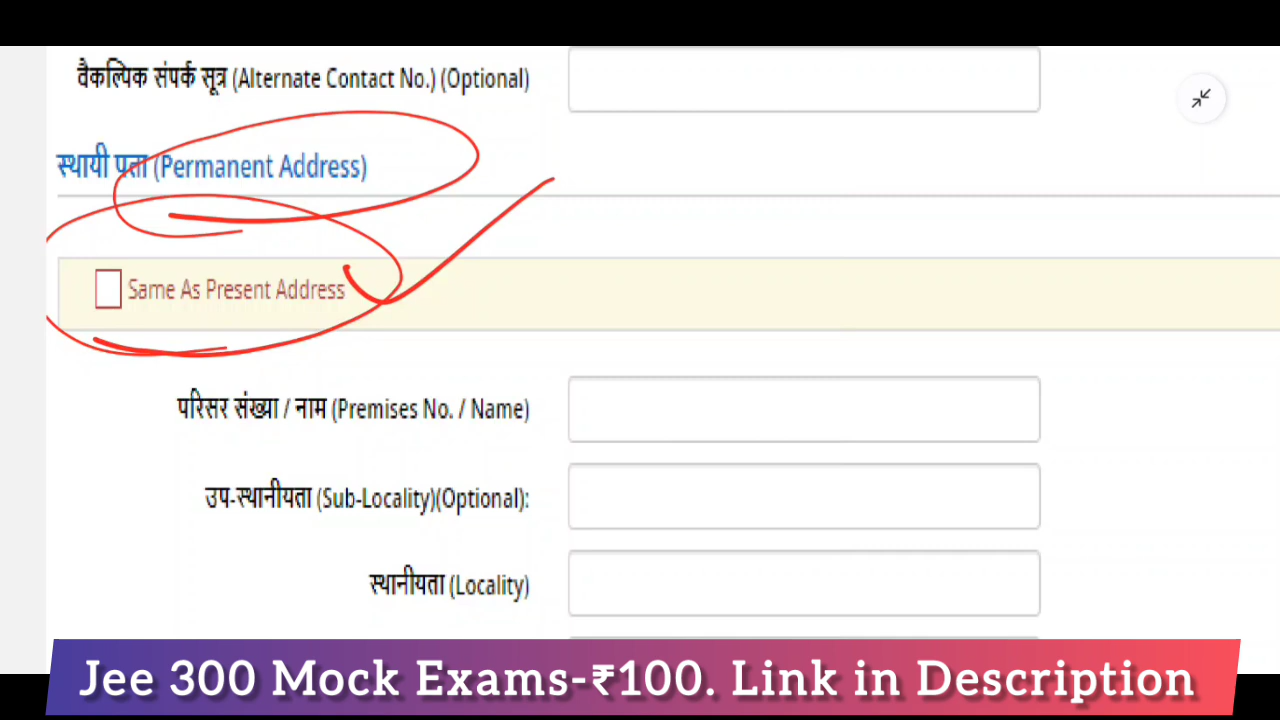 वैकल्पिक संपर्क सूत्र (Alternate Contact No.) (Optional)
स्थायी पता (Permanent Address)
Same As Present Address
परिसर संख्या / नाम (Premises No. / Name)
उप-स्थानीयता (Sub-Locality)(Optional):
स्थानीयता (Locality)
Jee 300 Mock Exams-₹100. Link in Description